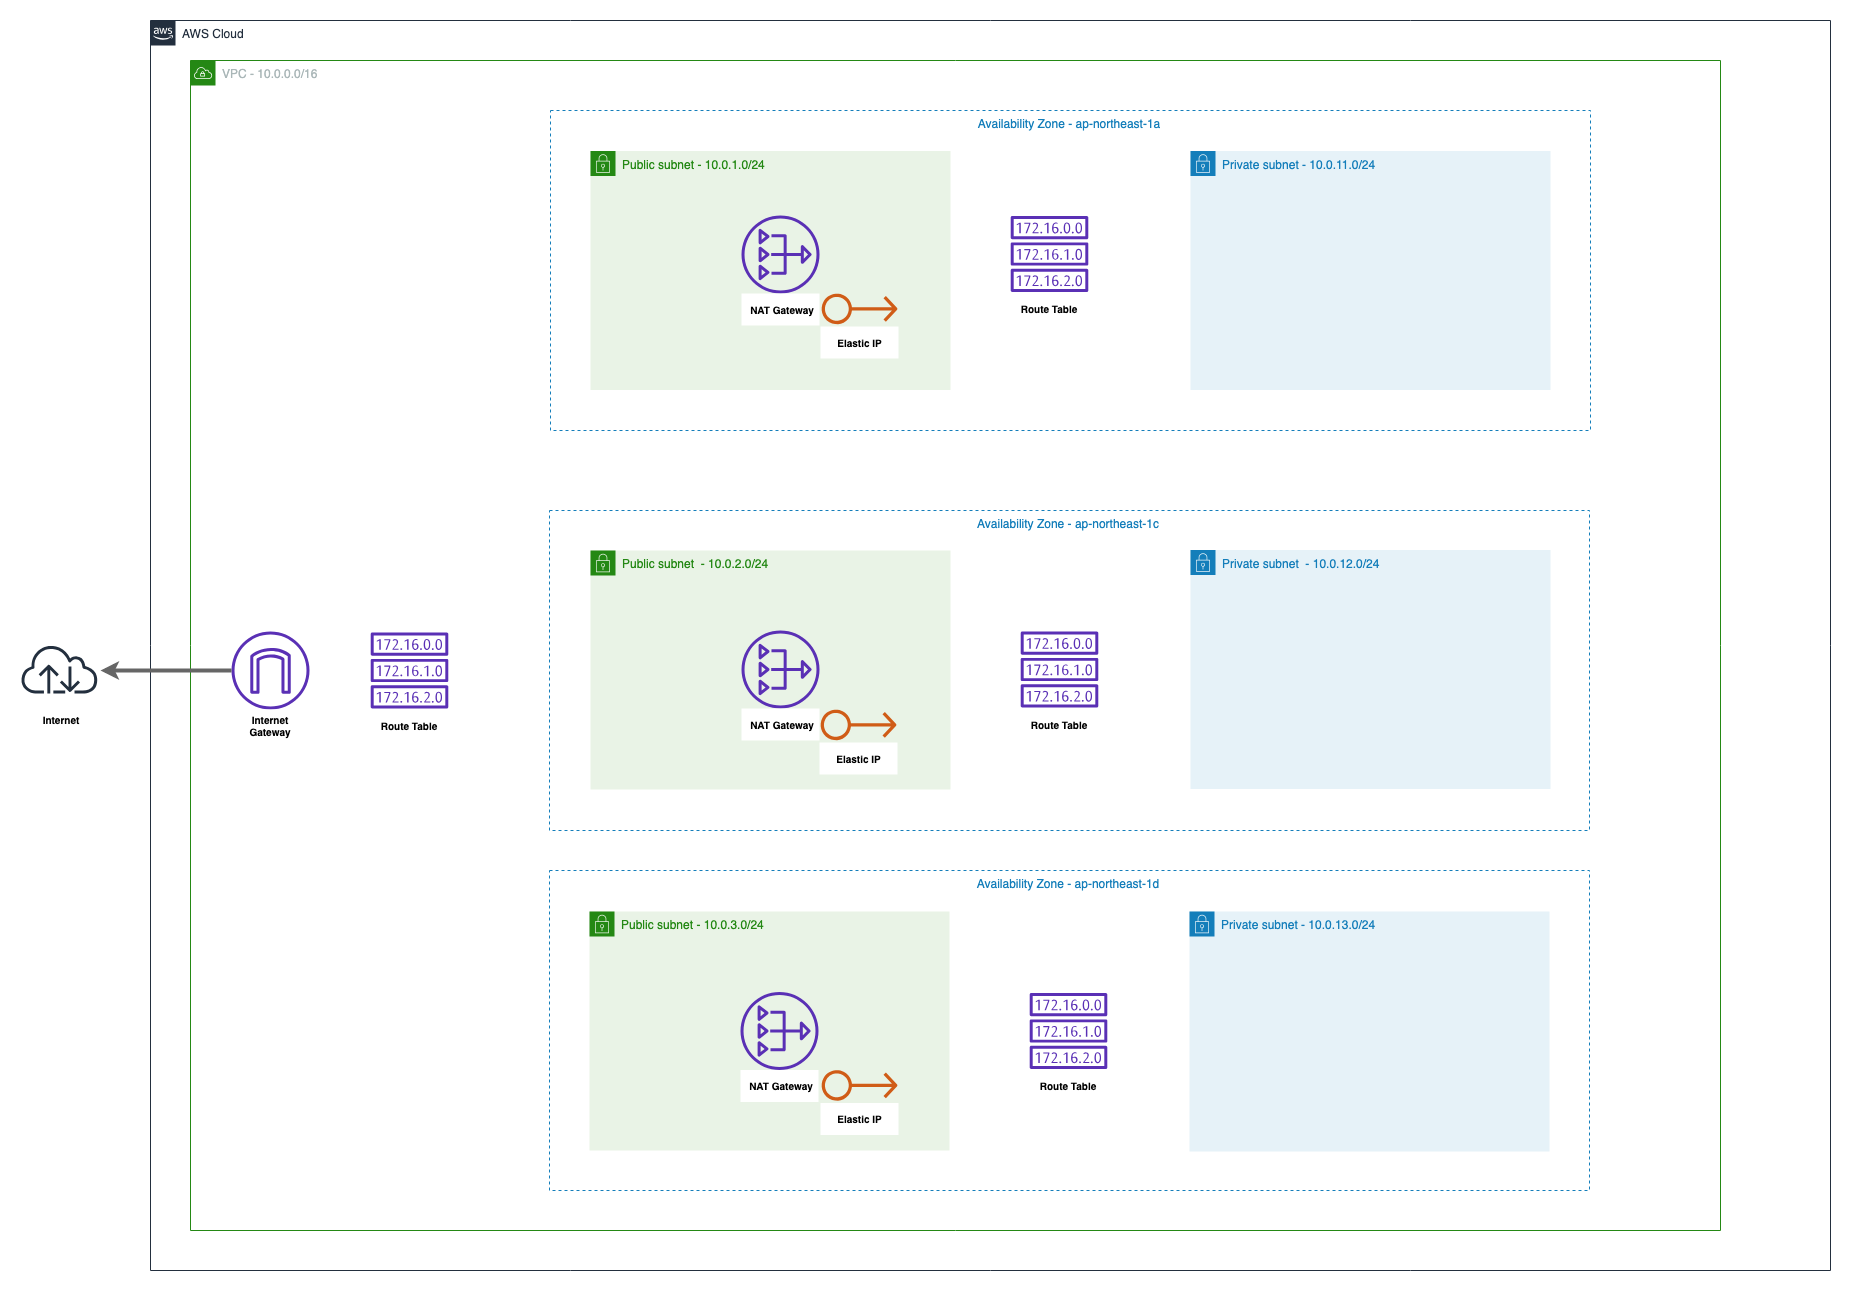 aws
AWS Cloud
VPC - 10.0.0.0/16
Availability Zone - ap-northeast-1a
Public subnet - 10.0.1.0/24
Private subnet - 10.0.11.0/24
172.16.0.0
172.16.1.0
172.16.2.0
Route Table
NAT Gateway
Elastic IP
Availability Zone - ap-northeast-1c
Public subnet  - 10.0.2.0/24
Private subnet  - 10.0.12.0/24
Internet
Internet
Gateway
172.16.0.0
172.16.1.0
172.16.2.0
Route Table
NAT Gateway
Elastic IP
172.16.0.0
172.16.1.0
172.16.2.0
Route Table
Availability Zone - ap-northeast-1d
Public subnet - 10.0.3.0/24
Private subnet - 10.0.13.0/24
NAT Gateway
Elastic IP
172.16.0.0
172.16.1.0
172.16.2.0
Route Table